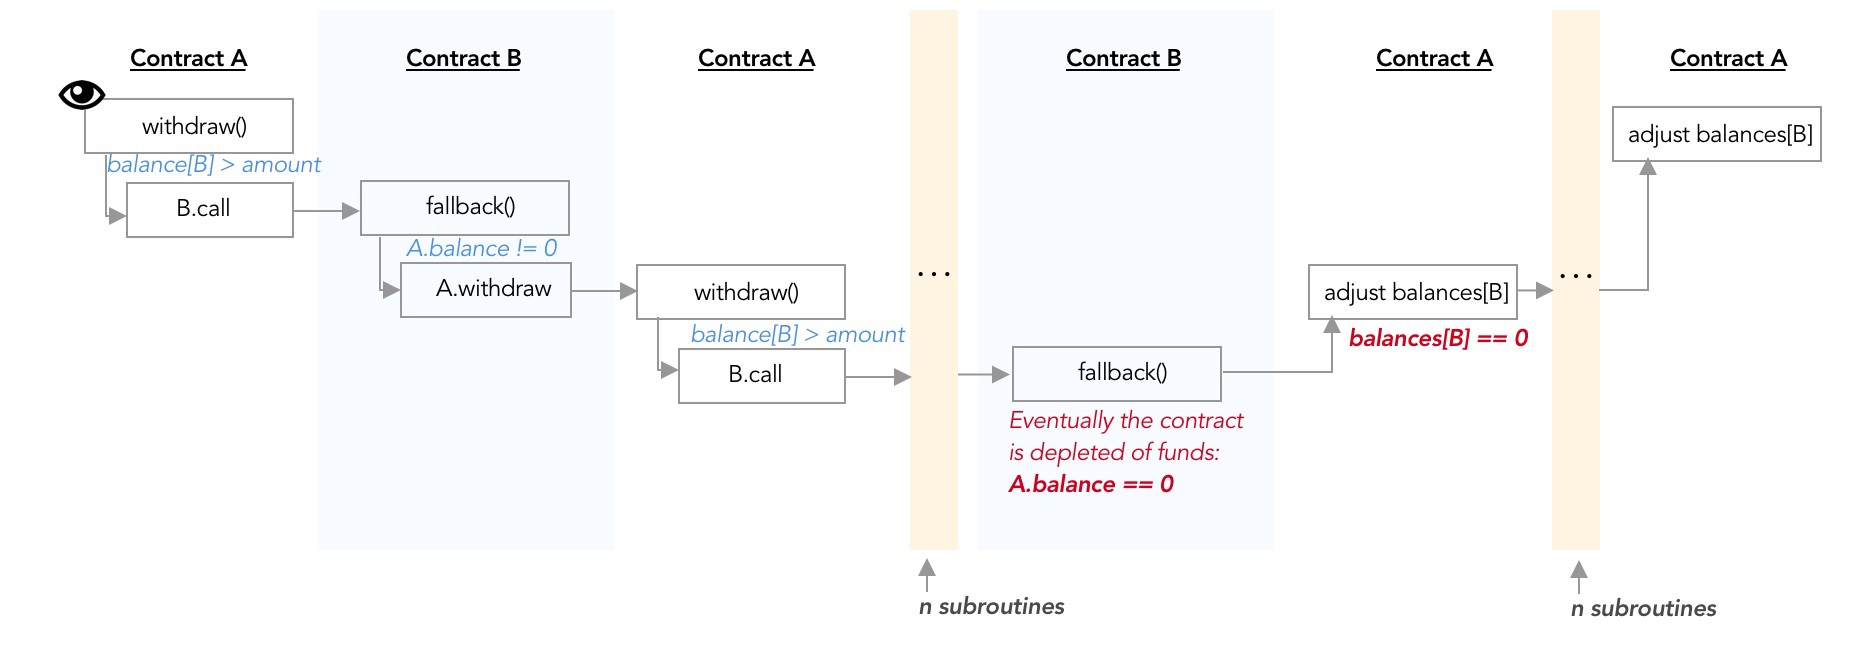 Contract A
withdraw()
balance[B] > amount
B.call
Contract B
fallback()
A.balance != 0
A.withdraw
Contract A
withdraw()
balance[B] > amount
B.call
...
n subroutines
Contract B
fallback()
Eventually the contract
is depleted of funds:
A.balance == 0
Contract A
adjust balances[B]
balances[B] == 0
...
n subroutines
Contract A
adjust balances[B]